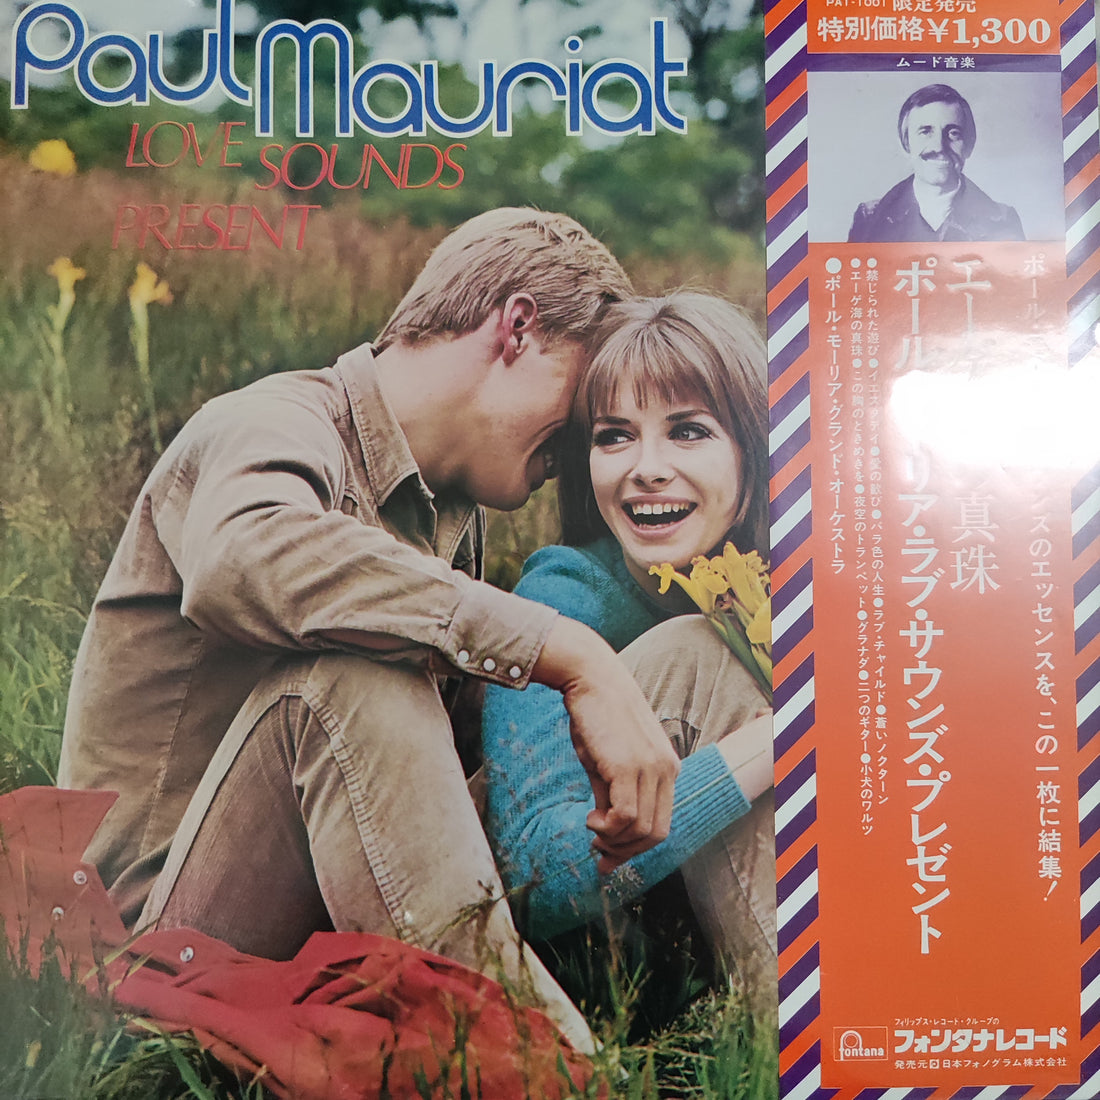 Paul Mauriat
LOVE SOUNDS
PRESENT
PAT-1001 限定発売
特別価格¥1,300
ムード音楽
ポール・
ズのエッセンスを、この一枚に結集!
エー
真珠
ポール
リア・ラブ・サウンズ・プレゼント
●禁じられた遊び●イエスタデイ●愛の歓び●バラ色の人生●ラブ・チャイルド●蒼いノクターン
●エーゲ海の真珠●この胸のときめきを●夜空のトランペット●グラナダ●二つのギター●小犬のワルツ
●ポール・モーリア・グランド・オーケストラ
フィリップス・レコード・グループの
fontana フォンタナレコード
発売元 日本フォノグラム株式会社